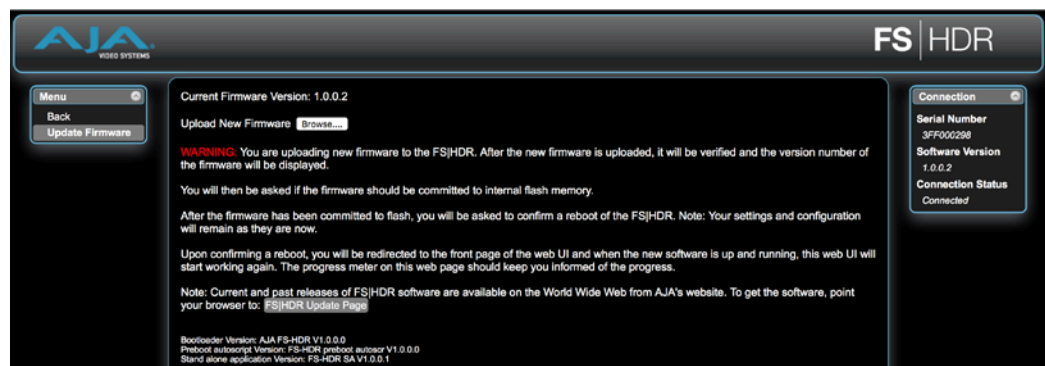 AJA
VIDEO SYSTEMS
FS|HDR
Menu
Back
Update Firmware
Current Firmware Version: 1.0.0.2
Upload New Firmware Browse....
WARNING: You are uploading new firmware to the FS|HDR. After the new firmware is uploaded, it will be verified and the version number of
the firmware will be displayed.
You will then be asked if the firmware should be committed to internal flash memory.
After the firmware has been committed to flash, you will be asked to confirm a reboot of the FS|HDR. Note: Your settings and configuration
will remain as they are now.
Upon confirming a reboot, you will be redirected to the front page of the web UI and when the new software is up and running, this web UI will
start working again. The progress meter on this web page should keep you informed of the progress.
Note: Current and past releases of FS|HDR software are available on the World Wide Web from AJA's website. To get the software, point
your browser to: FS|HDR Update Page
Bootloader Version: AJA FS-HDR V1.0.0.0
Preboot autoscript Version: FS-HDR preboot autoscr V1.0.0.0
Stand alone application Version: FS-HDR SA V1.0.0.1
Connection
Serial Number
3FF000298
Software Version
1.0.0.2
Connection Status
Connected